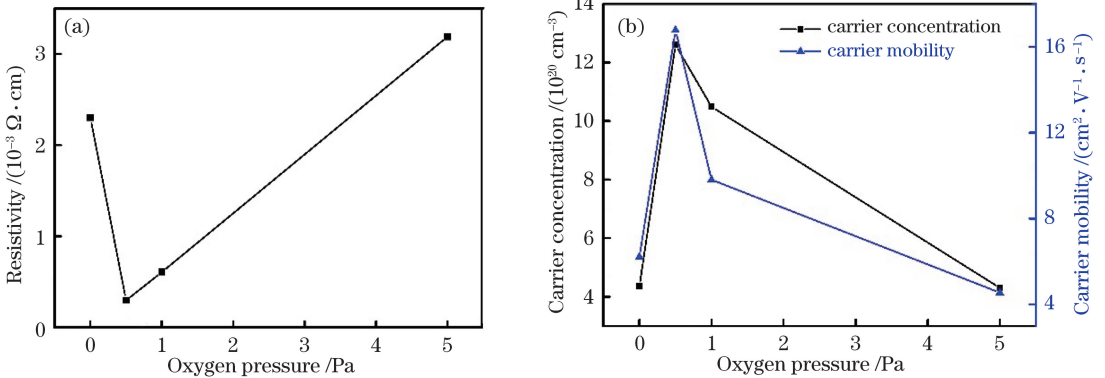 (a)
Resistivity /(10⁻³ Ω·cm)
3
2
1
0
0 1 2 3 4 5
Oxygen pressure /Pa
(b)
carrier concentration
carrier mobility
Carrier concentration /(10²⁰ cm⁻³)
14
12
10
8
6
4
16
12
8
4
Carrier mobility /(cm²·V⁻¹·s⁻¹)
0 1 2 3 4 5
Oxygen pressure /Pa